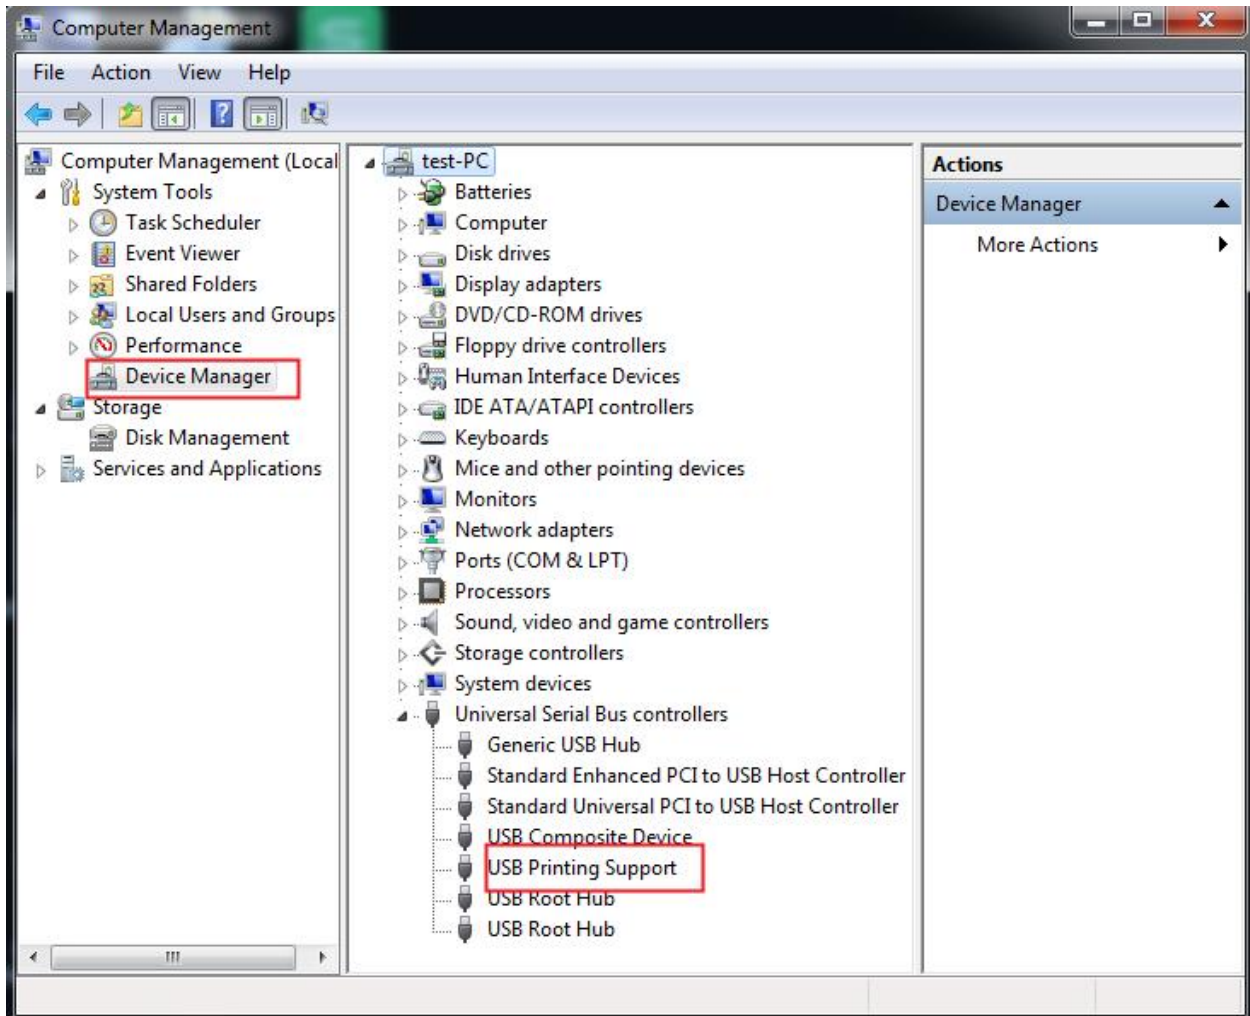 Computer Management
File Action View Help
Computer Management (Local
System Tools
Task Scheduler
Event Viewer
Shared Folders
Local Users and Groups
Performance
Device Manager
Storage
Disk Management
Services and Applications
test-PC
Batteries
Computer
Disk drives
Display adapters
DVD/CD-ROM drives
Floppy drive controllers
Human Interface Devices
IDE ATA/ATAPI controllers
Keyboards
Mice and other pointing devices
Monitors
Network adapters
Ports (COM & LPT)
Processors
Sound, video and game controllers
Storage controllers
System devices
Universal Serial Bus controllers
Generic USB Hub
Standard Enhanced PCI to USB Host Controller
Standard Universal PCI to USB Host Controller
USB Composite Device
USB Printing Support
USB Root Hub
USB Root Hub
Actions
Device Manager
More Actions